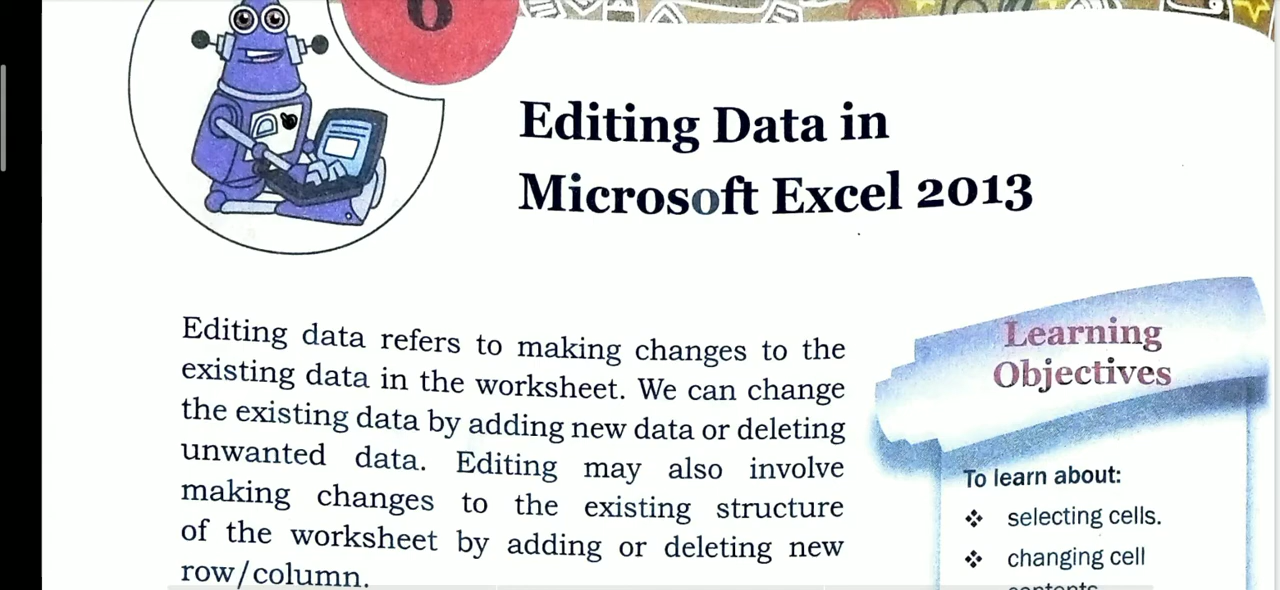 6
Editing Data in
Microsoft Excel 2013
Editing data refers to making changes to the
existing data in the worksheet. We can change
the existing data by adding new data or deleting
unwanted data. Editing may also involve
making changes to the existing structure
of the worksheet by adding or deleting new
row/column.
Learning
Objectives
To learn about:
❖ selecting cells.
❖ changing cell